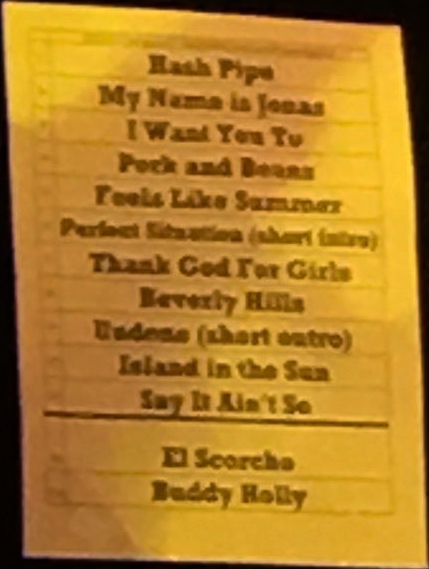 Hash Pipe
My Name is Jonas
I Want You To
Pork and Beans
Feels Like Summer
Perfect Situation (short intro)
Thank God For Girls
Beverly Hills
Undone (short outro)
Island in the Sun
Say It Ain't So
El Scorcho
Buddy Holly